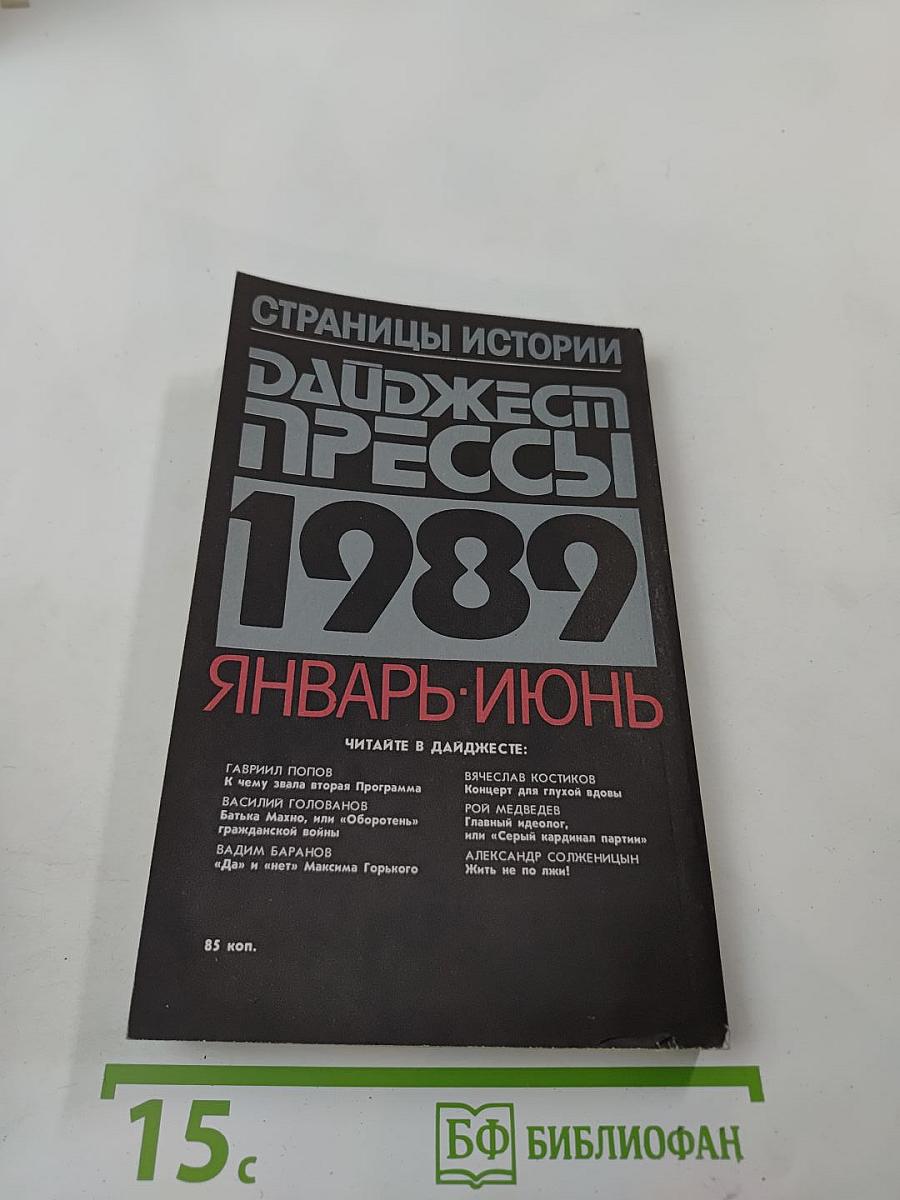 СТРАНИЦЫ ИСТОРИИ
ДАЙДЖЕСТ
ПРЕССЫ
1989
ЯНВАРЬ·ИЮНЬ
ЧИТАЙТЕ В ДАЙДЖЕСТЕ:
ГАВРИИЛ ПОПОВ
К чему звала вторая Программа
ВАСИЛИЙ ГОЛОВАНОВ
Батька Махно, или «Оборотень»
гражданской войны
ВАДИМ БАРАНОВ
«Да» и «нет» Максима Горького
ВЯЧЕСЛАВ КОСТИКОВ
Концерт для глухой вдовы
РОЙ МЕДВЕДЕВ
Главный идеолог,
или «Серый кардинал партии»
АЛЕКСАНДР СОЛЖЕНИЦЫН
Жить не по лжи!
85 коп.
15 с
БФ БИБЛИОФАН